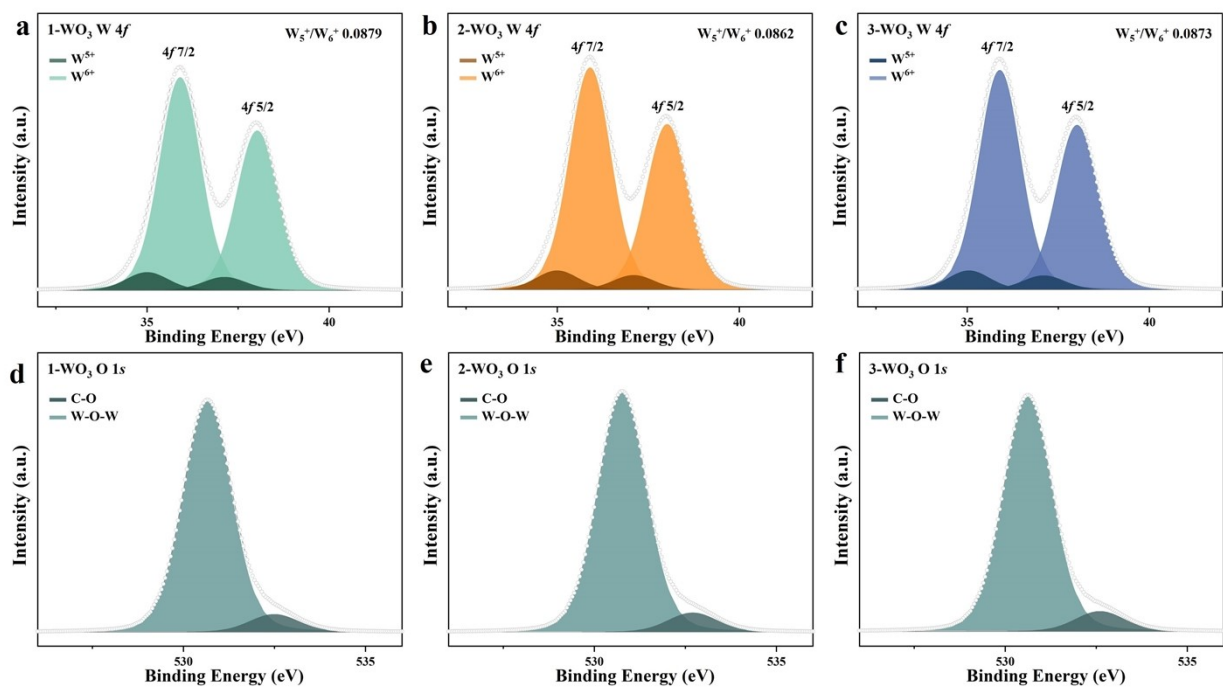 a
1-WO₃ W 4f
W₅⁺/W₆⁺ 0.0879
W⁵⁺
W⁶⁺
4f 7/2
4f 5/2
Intensity (a.u.)
35
40
Binding Energy (eV)
b
2-WO₃ W 4f
W₅⁺/W₆⁺ 0.0862
W⁵⁺
W⁶⁺
4f 7/2
4f 5/2
Intensity (a.u.)
35
40
Binding Energy (eV)
c
3-WO₃ W 4f
W₅⁺/W₆⁺ 0.0873
W⁵⁺
W⁶⁺
4f 7/2
4f 5/2
Intensity (a.u.)
35
40
Binding Energy (eV)
d
1-WO₃ O 1s
C-O
W-O-W
Intensity (a.u.)
530
535
Binding Energy (eV)
e
2-WO₃ O 1s
C-O
W-O-W
Intensity (a.u.)
530
535
Binding Energy (eV)
f
3-WO₃ O 1s
C-O
W-O-W
Intensity (a.u.)
530
535
Binding Energy (eV)